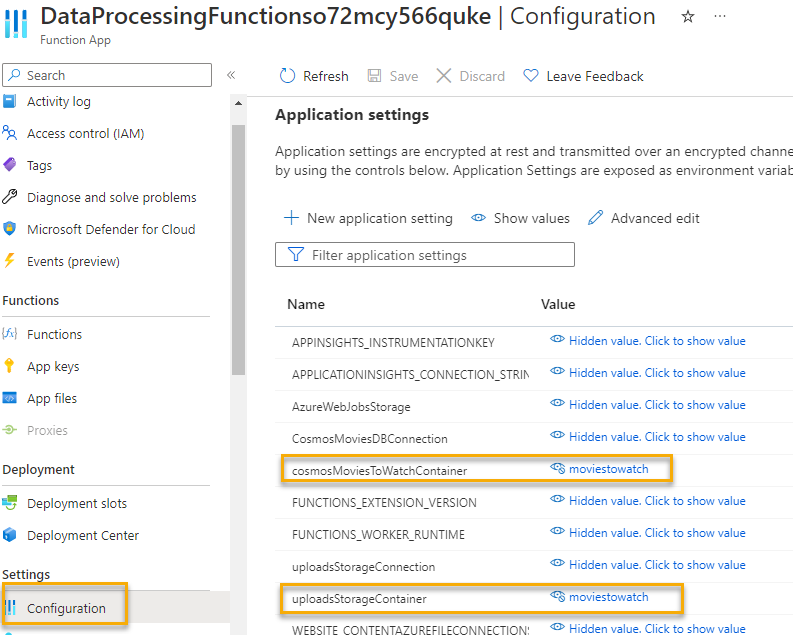 DataProcessingFunctionso72mcy566quke | Configuration
Function App
Search
Activity log
Access control (IAM)
Tags
Diagnose and solve problems
Microsoft Defender for Cloud
Events (preview)
Functions
Functions
App keys
App files
Proxies
Deployment
Deployment slots
Deployment Center
Settings
Configuration
Refresh Save Discard Leave Feedback
Application settings
Application settings are encrypted at rest and transmitted over an encrypted channe
by using the controls below. Application Settings are exposed as environment variab
New application setting Show values Advanced edit
Filter application settings
Name Value
APPINSIGHTS_INSTRUMENTATIONKEY Hidden value. Click to show value
APPLICATIONINSIGHTS_CONNECTION_STRIN Hidden value. Click to show value
AzureWebJobsStorage Hidden value. Click to show value
CosmosMoviesDBConnection Hidden value. Click to show value
cosmosMoviesToWatchContainer moviestowatch
FUNCTIONS_EXTENSION_VERSION Hidden value. Click to show value
FUNCTIONS_WORKER_RUNTIME Hidden value. Click to show value
uploadsStorageConnection Hidden value. Click to show value
uploadsStorageContainer moviestowatch
WEBSITE_CONTENTAZUREFILECONNECTIONS Hidden value. Click to show value